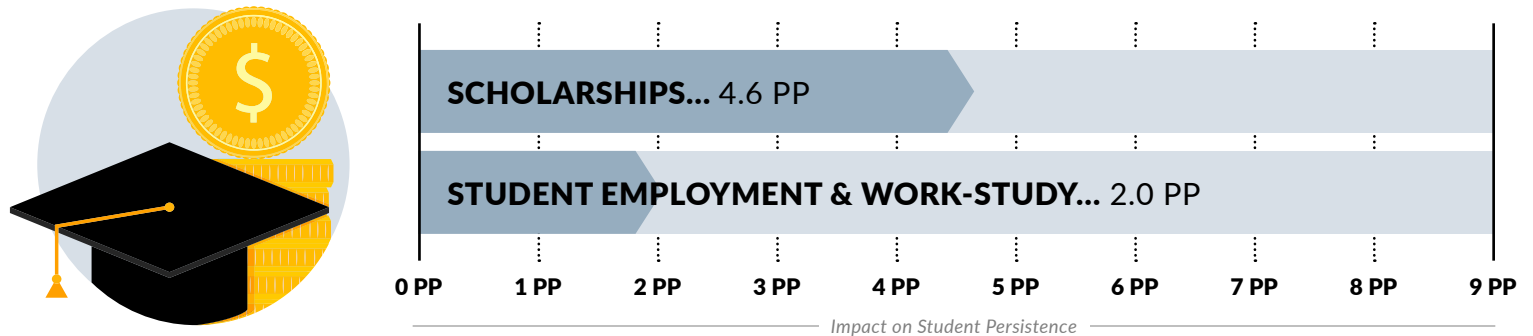 $
SCHOLARSHIPS... 4.6 PP
STUDENT EMPLOYMENT & WORK-STUDY... 2.0 PP
0 PP 1 PP 2 PP 3 PP 4 PP 5 PP 6 PP 7 PP 8 PP 9 PP
Impact on Student Persistence